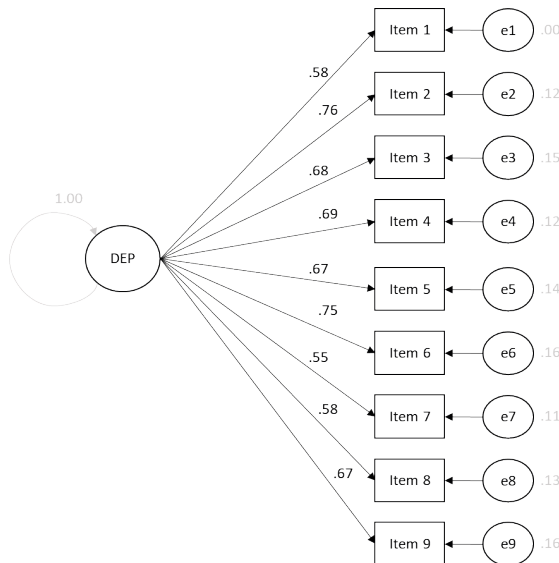 Item 1 e1 .00
.58
Item 2 e2 .12
.76
Item 3 e3 .15
.68
1.00
Item 4 e4 .12
.69
DEP
.67
Item 5 e5 .14
.75
Item 6 e6 .16
.55
Item 7 e7 .11
.58
Item 8 e8 .13
.67
Item 9 e9 .16